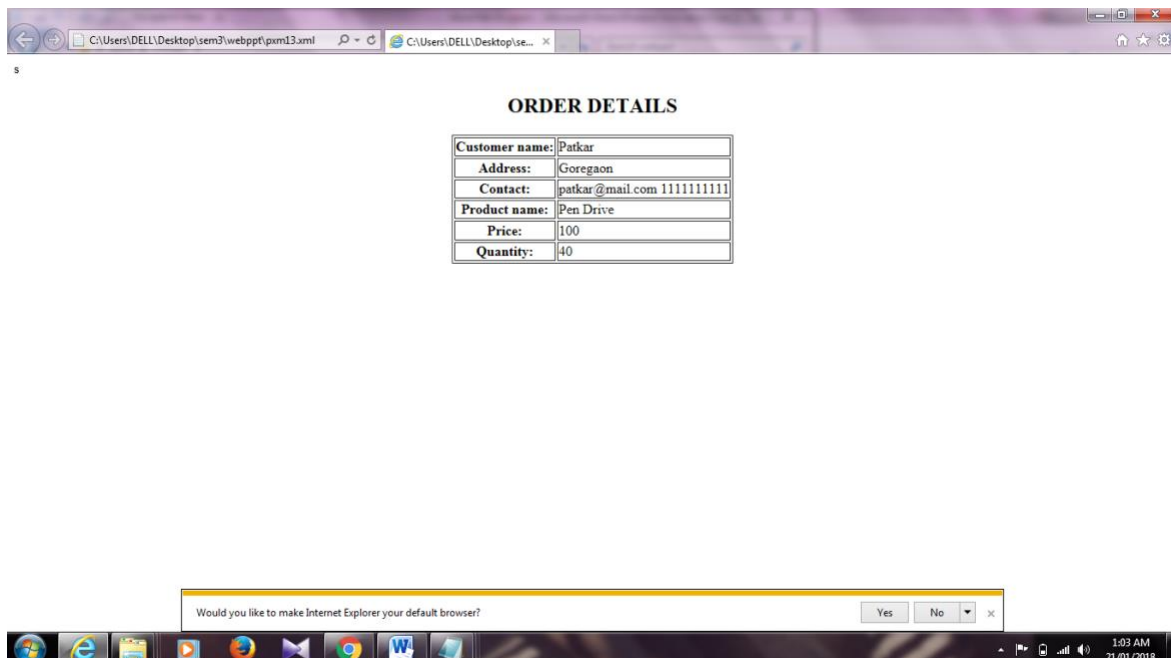 C:\Users\DELL\Desktop\sem3\webppt\pxm13.xml
C:\Users\DELL\Desktop\se...
s
ORDER DETAILS
Customer name: Patkar
Address: Goregaon
Contact: patkar@mail.com 1111111111
Product name: Pen Drive
Price: 100
Quantity: 40
Would you like to make Internet Explorer your default browser? Yes No
1:03 AM
21/01/2018